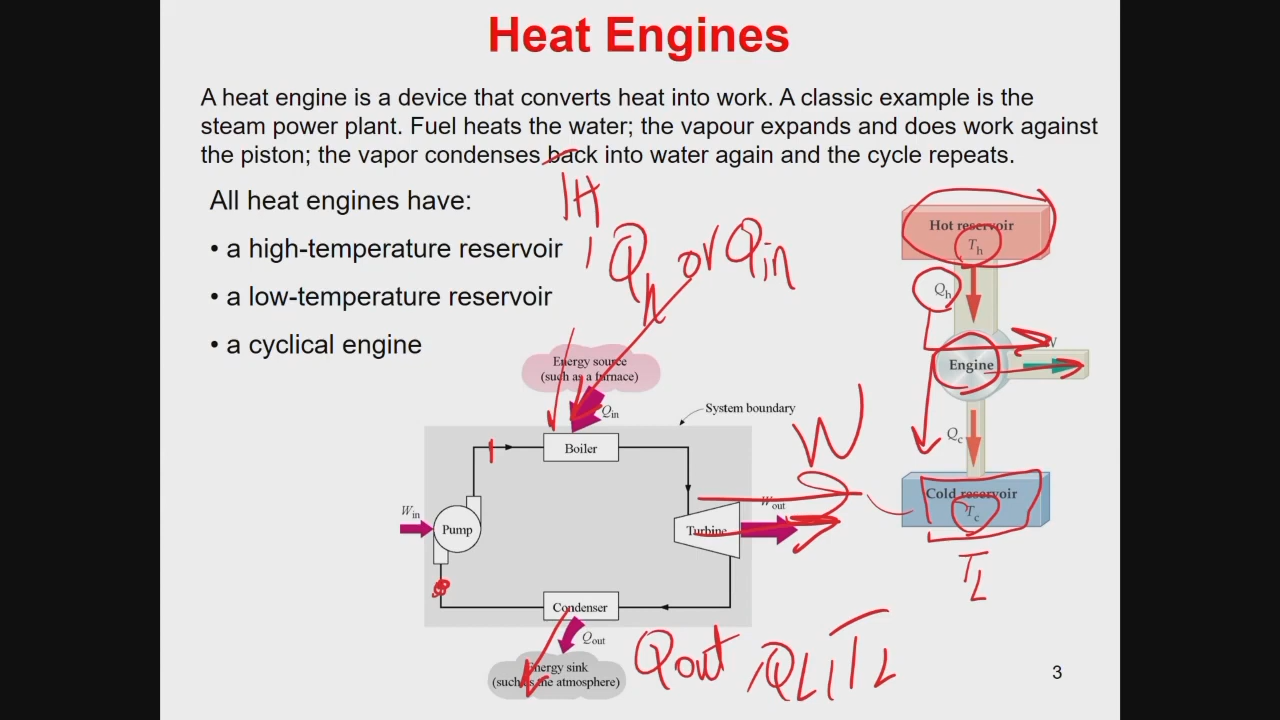 Heat Engines
A heat engine is a device that converts heat into work. A classic example is the
steam power plant. Fuel heats the water; the vapour expands and does work against
the piston; the vapor condenses back into water again and the cycle repeats.
All heat engines have:
• a high-temperature reservoir
• a low-temperature reservoir
• a cyclical engine
TH
, Qh or Qin
Energy source
(such as a furnace)
Qin
System boundary
Boiler
Win
Pump
Turbine
Wout
W
Condenser
Qout
Energy sink
(such as the atmosphere)
Qout, QL, TL
Hot reservoir
Th
Qh
Engine
W
Qc
Cold reservoir
Tc
TL
3